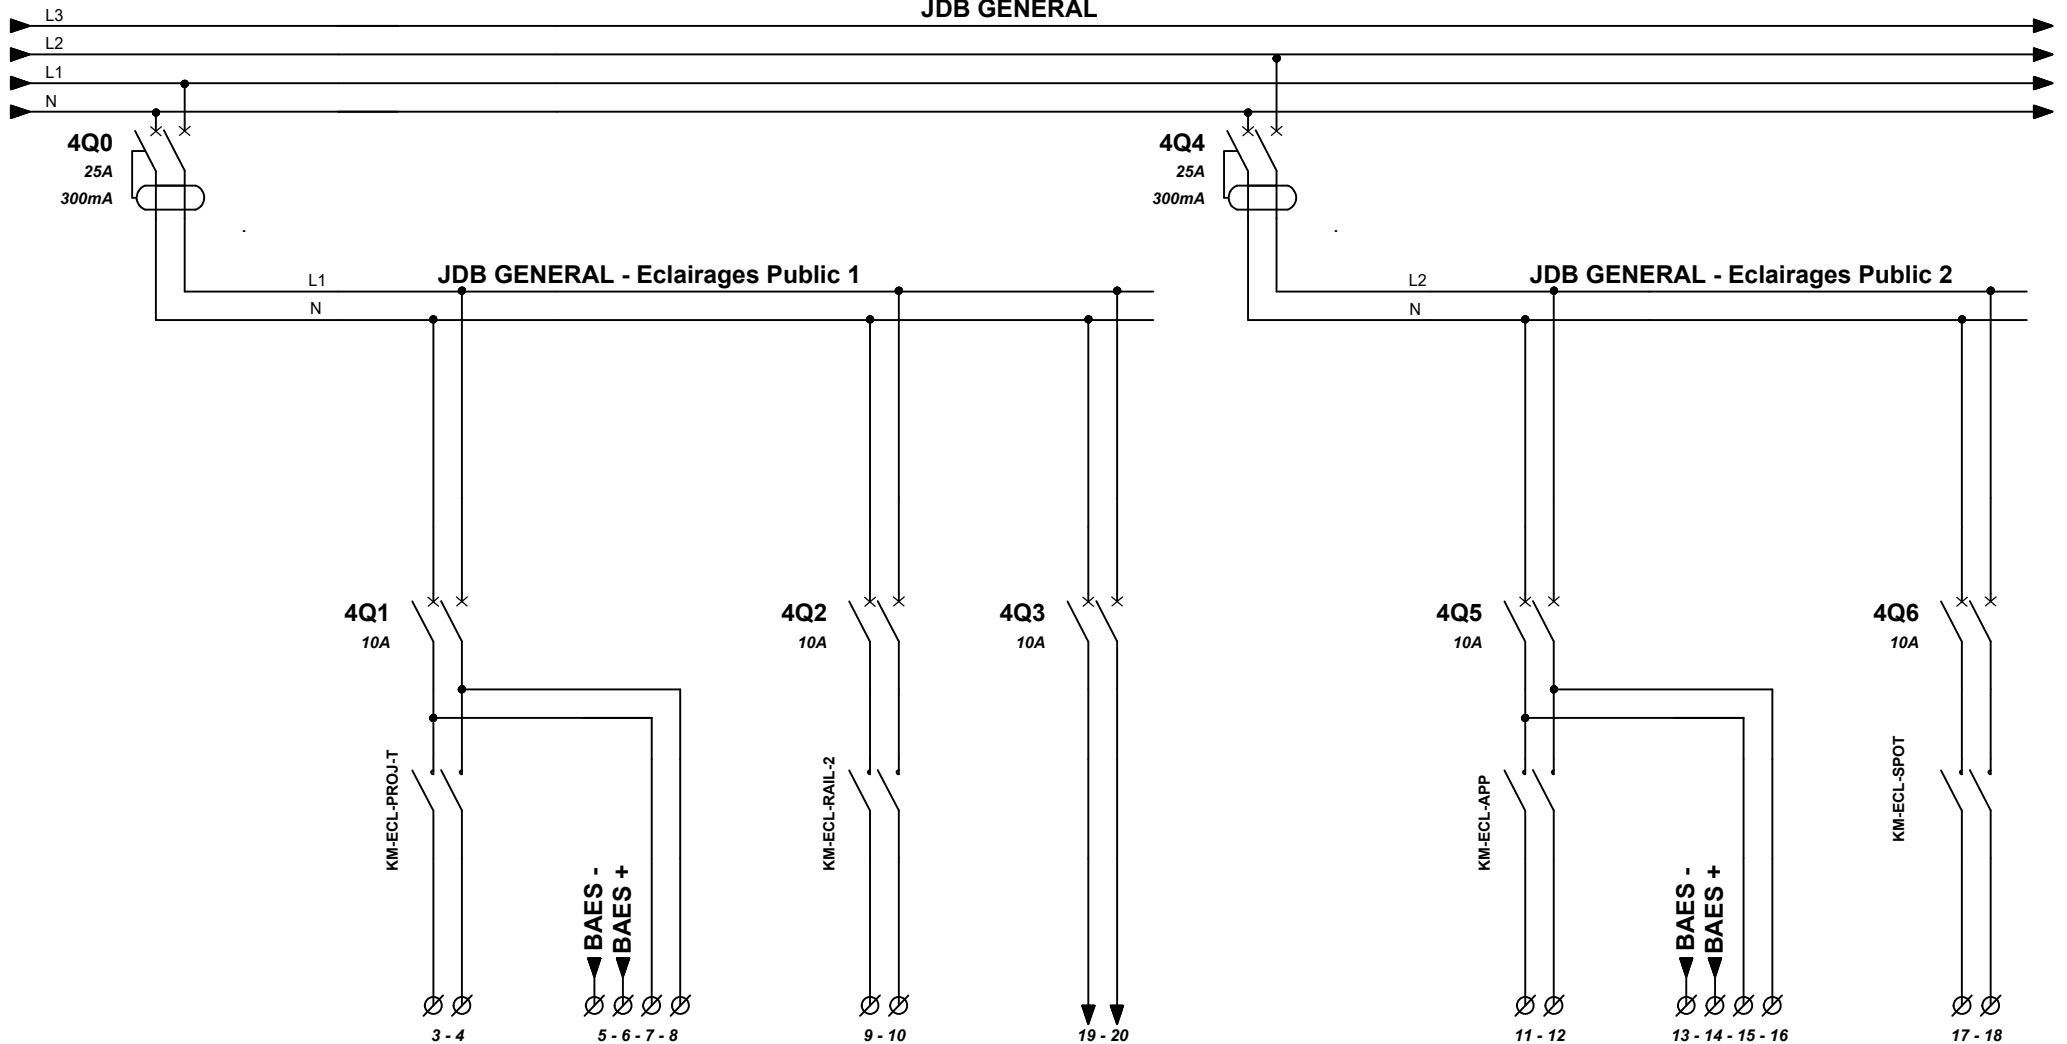 JDB GENERAL
L3
L2
L1
N
4Q0
25A
300mA
4Q4
25A
300mA
L1
JDB GENERAL - Eclairages Public 1
N
L2
JDB GENERAL - Eclairages Public 2
N
4Q1
10A
4Q2
10A
4Q3
10A
4Q5
10A
4Q6
10A
KM-ECL-PROJ-T
BAES -
BAES +
KM-ECL-RAIL-2
KM-ECL-APP
BAES -
BAES +
KM-ECL-SPOT
3 - 4
5 - 6 - 7 - 8
9 - 10
19 - 20
11 - 12
13 - 14 - 15 - 16
17 - 18